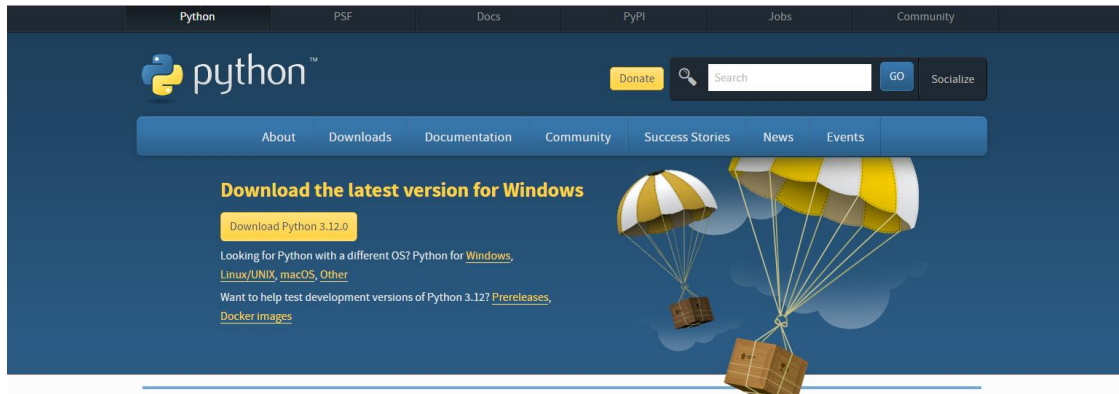 Python PSF Docs PyPI Jobs Community
python™
Donate Search GO Socialize
About Downloads Documentation Community Success Stories News Events
Download the latest version for Windows
Download Python 3.12.0
Looking for Python with a different OS? Python for Windows,
Linux/UNIX, macOS, Other
Want to help test development versions of Python 3.12? Prereleases,
Docker images